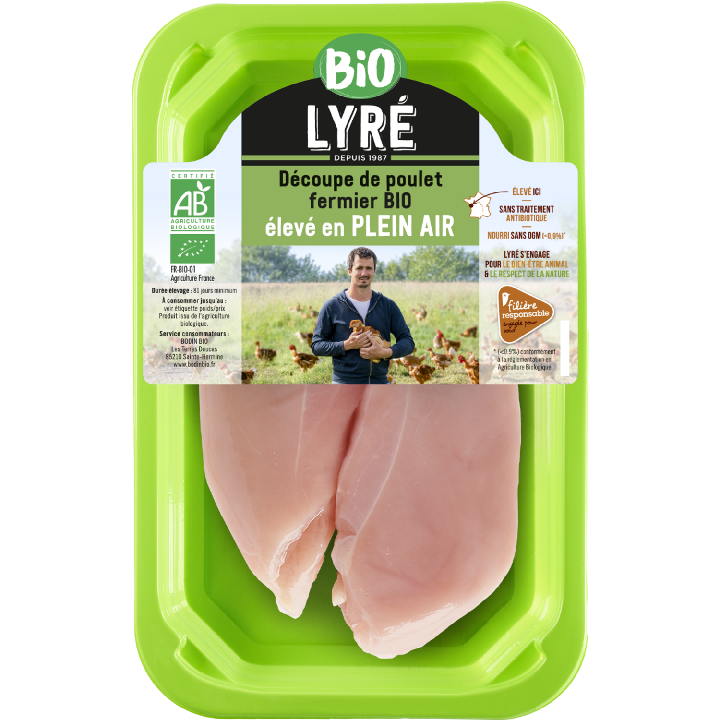 BiO
LYRÉ
DEPUIS 1987
Découpe de poulet
fermier BIO
élevé en PLEIN AIR
CERTIFIÉ
AB
AGRICULTURE
BIOLOGIQUE
FR-BIO-01
Agriculture France
Durée élevage : 81 jours minimum
À consommer jusqu'au :
voir étiquette poids/prix
Produit issu de l'agriculture
biologique.
Service consommateurs :
BODIN BIO
Les Terres Douces
85210 Sainte-Hermine
www.bodinbio.fr
ÉLEVÉ ICI
SANS TRAITEMENT
ANTIBIOTIQUE
NOURRI SANS OGM (<0,9%)*
LYRÉ S'ENGAGE
POUR LE BIEN-ÊTRE ANIMAL
& LE RESPECT DE LA NATURE
filière
responsable
engagée pour
* (<0.9%) conformément
à la réglementation en
Agriculture Biologique